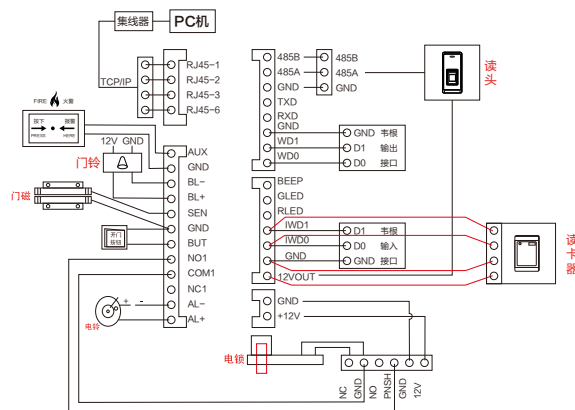 集线器
PC机
TCP/IP
RJ45-1
RJ45-2
RJ45-3
RJ45-6
485B
485A
GND
TXD
RXD
GND
WD1
WD0
485B
485A
GND
读头
GND 韦根
D1 输出
D0 接口
FIRE 火警
按下 报警
PRESS HERE
12V GND
门铃
门磁
开门
按钮
+ -
电铃
AUX
GND
BL-
BL+
SEN
GND
BUT
NO1
COM1
NC1
AL-
AL+
BEEP
GLED
RLED
IWD1
IWD0
GND
12VOUT
D1 韦根
D0 输入
GND 接口
读卡器
GND
+12V
电锁
NC
GND
NO
PNSH
GND
12V